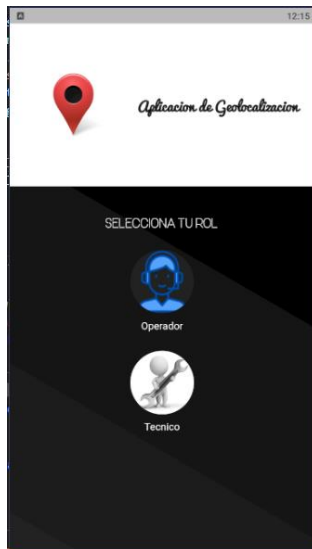 12:15
Aplicacion de Geolocalizacion
SELECCIONA TU ROL
Operador
Tecnico